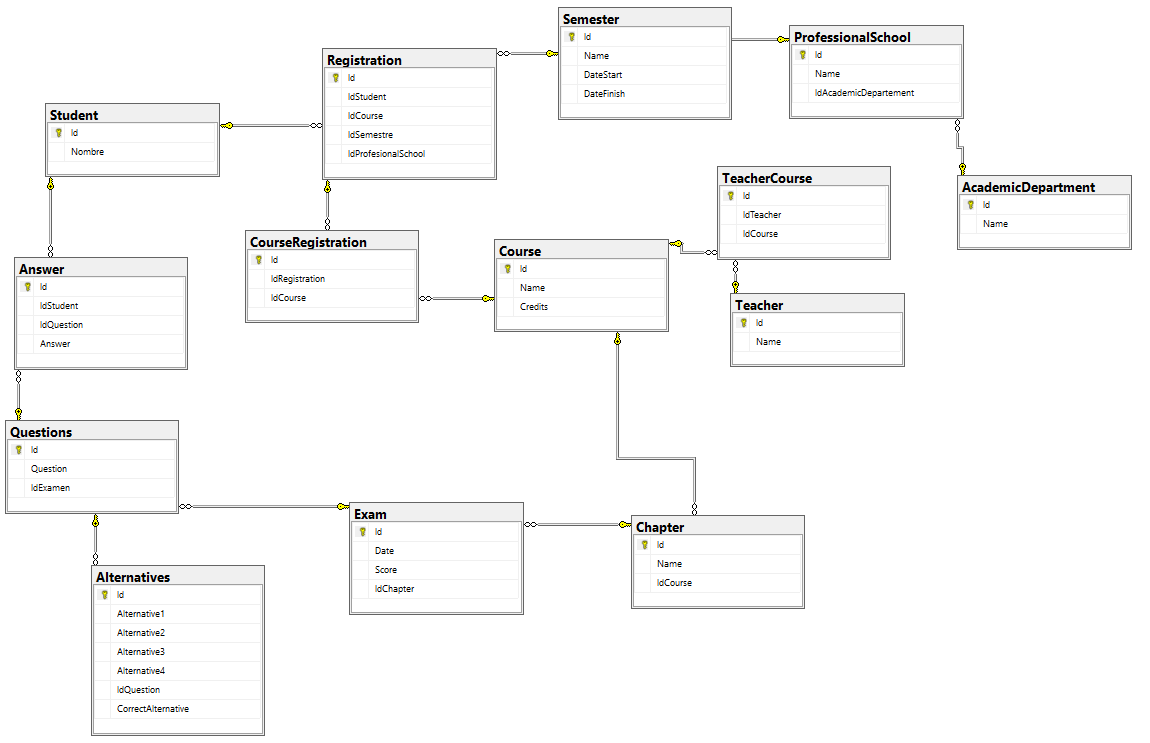 Semester
Id
Name
DateStart
DateFinish
ProfessionalSchool
Id
Name
IdAcademicDepartement
Registration
Id
IdStudent
IdCourse
IdSemestre
IdProfesionalSchool
Student
Id
Nombre
AcademicDepartment
Id
Name
TeacherCourse
Id
IdTeacher
IdCourse
CourseRegistration
Id
IdRegistration
IdCourse
Course
Id
Name
Credits
Answer
Id
IdStudent
IdQuestion
Answer
Teacher
Id
Name
Questions
Id
Question
IdExamen
Exam
Id
Date
Score
IdChapter
Chapter
Id
Name
IdCourse
Alternatives
Id
Alternative1
Alternative2
Alternative3
Alternative4
IdQuestion
CorrectAlternative